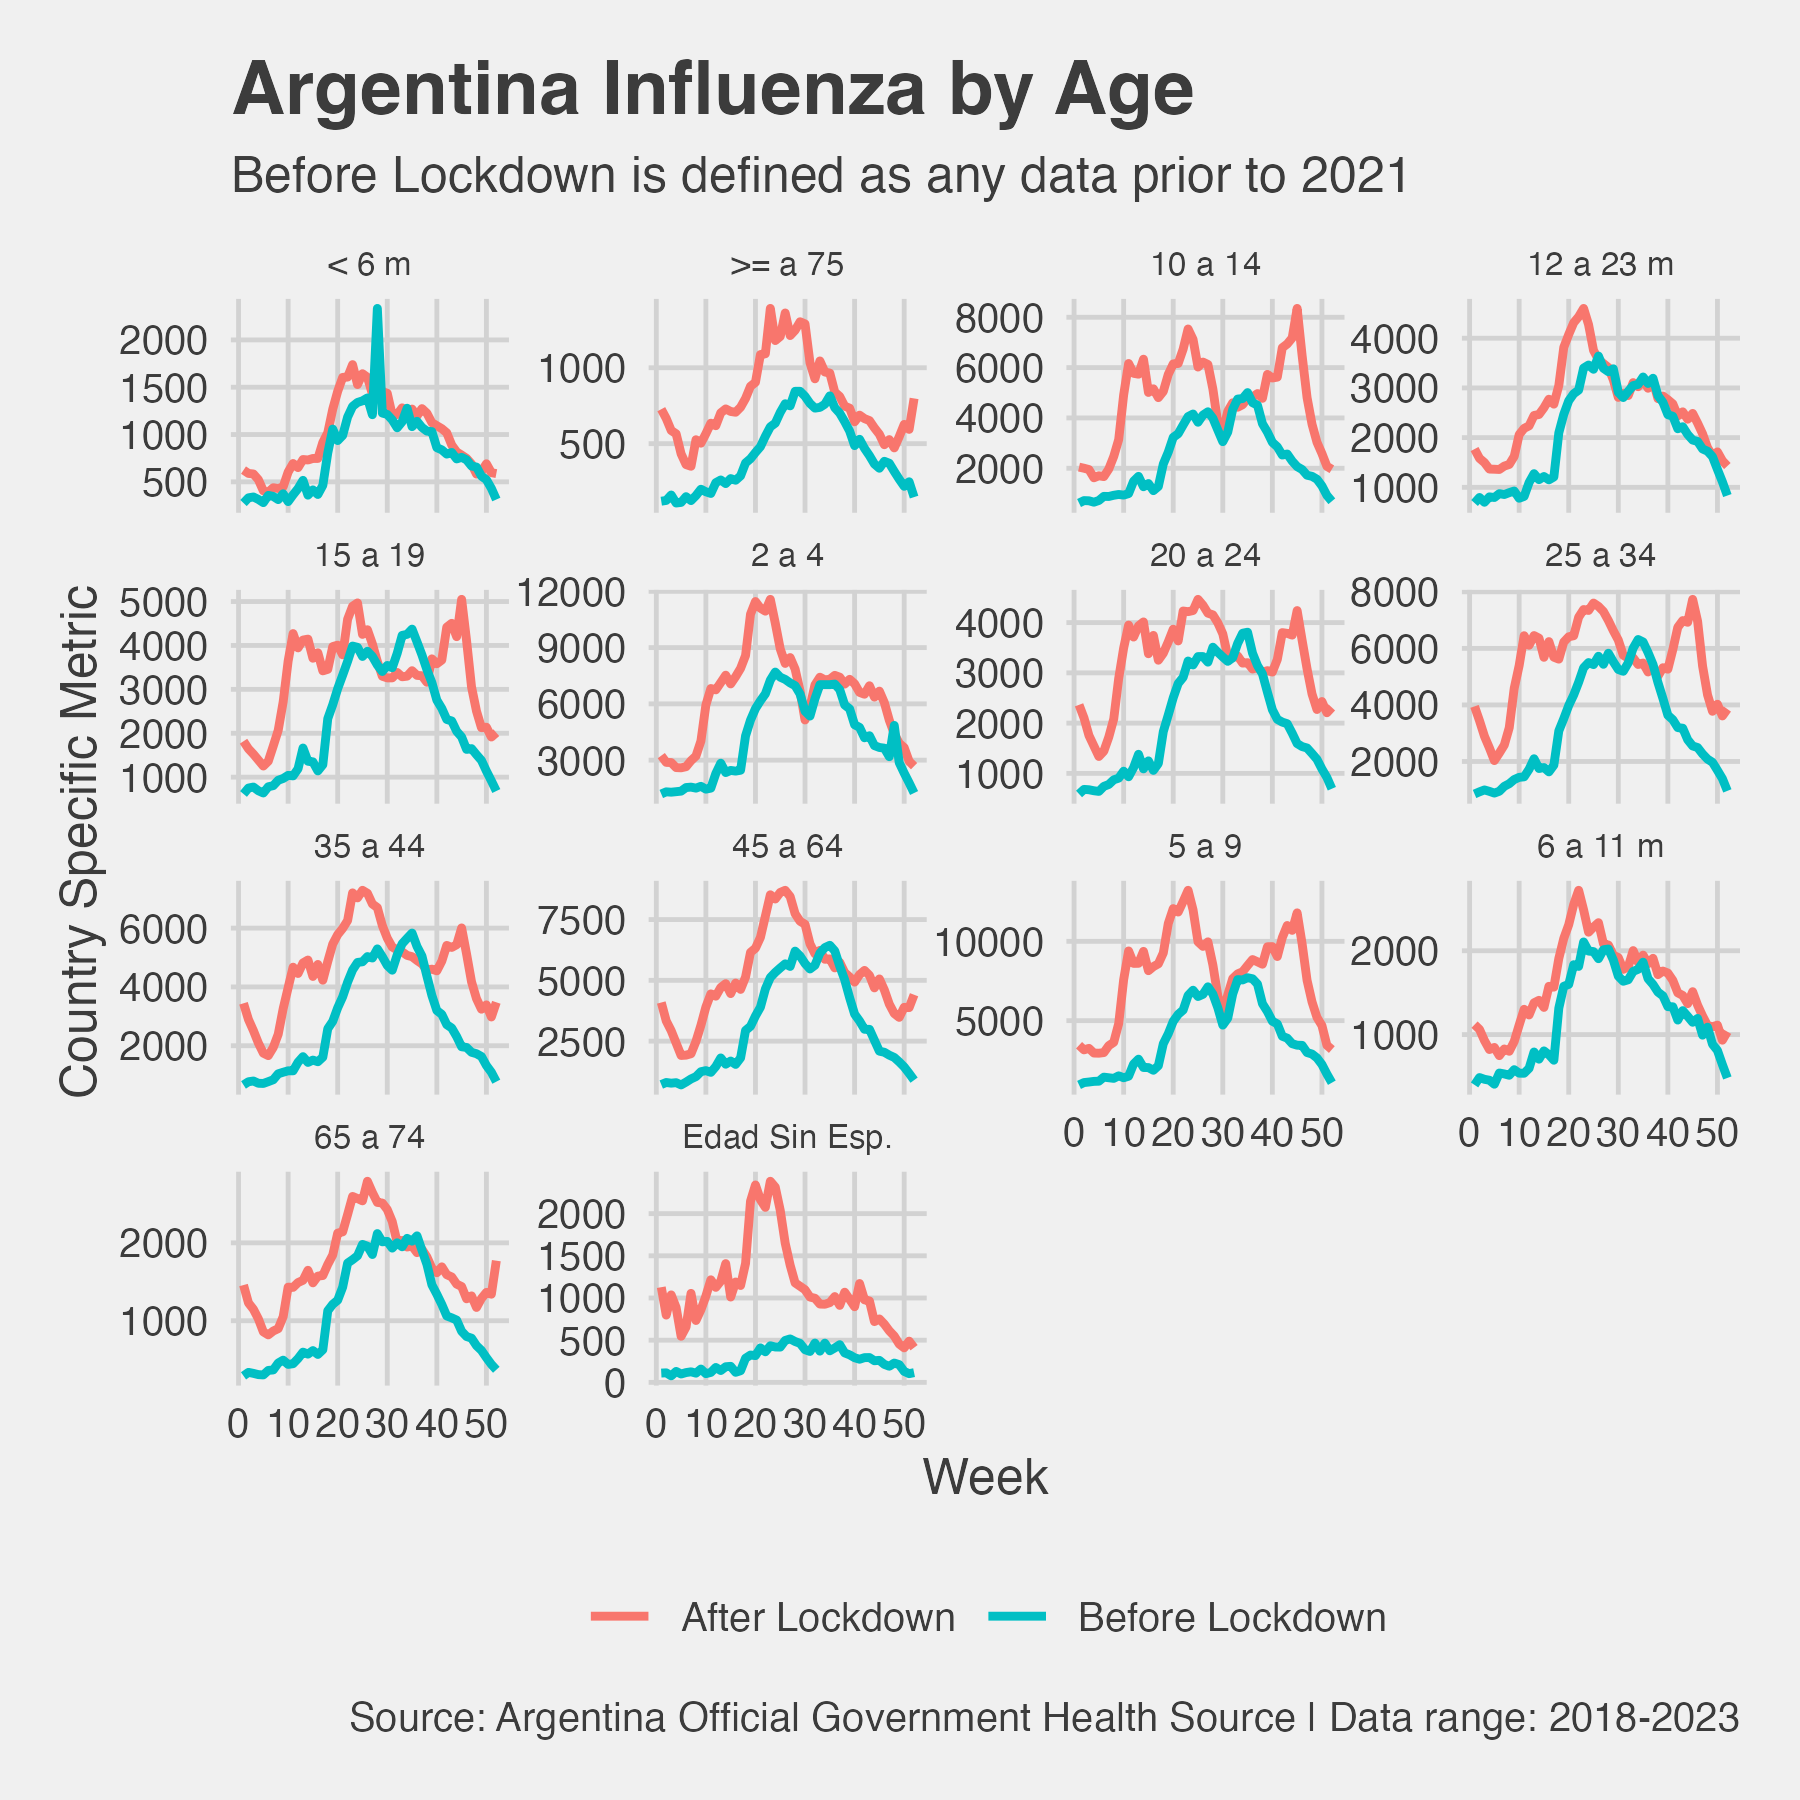 Argentina Influenza by Age
Before Lockdown is defined as any data prior to 2021
Country Specific Metric
< 6 m
2000
1500
1000
500
>= a 75
1000
500
10 a 14
8000
6000
4000
2000
12 a 23 m
4000
3000
2000
1000
15 a 19
5000
4000
3000
2000
1000
2 a 4
12000
9000
6000
3000
20 a 24
4000
3000
2000
1000
25 a 34
8000
6000
4000
2000
35 a 44
6000
4000
2000
45 a 64
7500
5000
2500
5 a 9
10000
5000
0 10 20 30 40 50
6 a 11 m
2000
1000
0 10 20 30 40 50
65 a 74
2000
1000
0 10 20 30 40 50
Edad Sin Esp.
2000
1500
1000
500
0
0 10 20 30 40 50
Week
After Lockdown Before Lockdown
Source: Argentina Official Government Health Source | Data range: 2018-2023